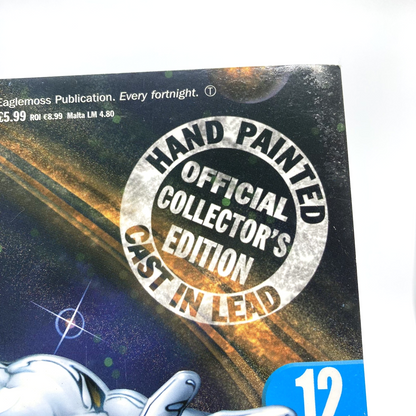 Eaglemoss Publication. Every fortnight. Ⓣ
£5.99 ROI €8.99 Malta LM 4.80
HAND PAINTED
OFFICIAL
COLLECTOR'S
EDITION
CAST IN LEAD
12